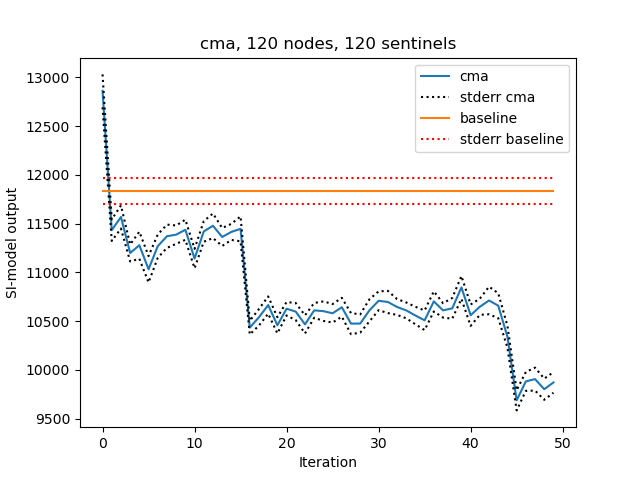 cma, 120 nodes, 120 sentinels
13000
12500
12000
11500
11000
10500
10000
9500
SI-model output
cma
stderr cma
baseline
stderr baseline
0 10 20 30 40 50
Iteration